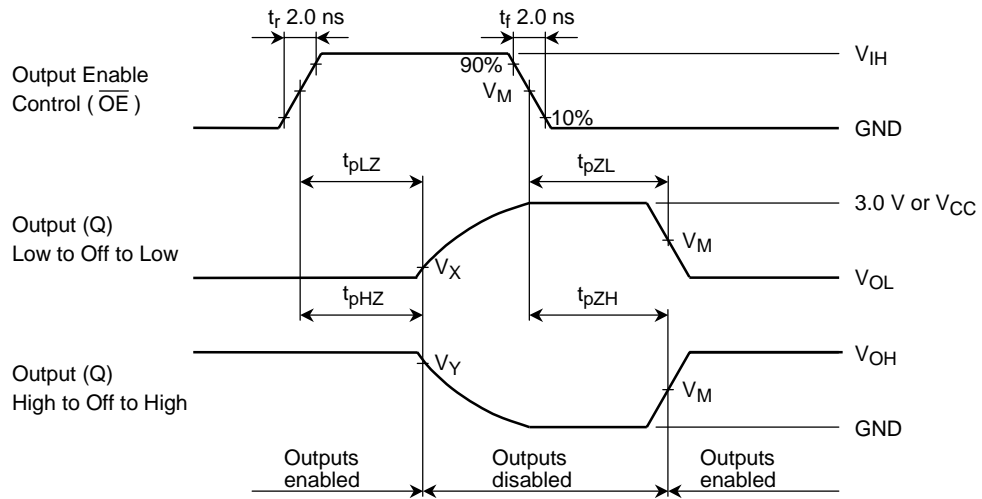 tr 2.0 ns
tf 2.0 ns
Output Enable
Control ( OE )
90%
VM
10%
VIH
GND
tpLZ
tpZL
3.0 V or VCC
Output (Q)
Low to Off to Low
VX
VM
VOL
tpHZ
tpZH
Output (Q)
High to Off to High
VY
VM
VOH
GND
Outputs
enabled
Outputs
disabled
Outputs
enabled